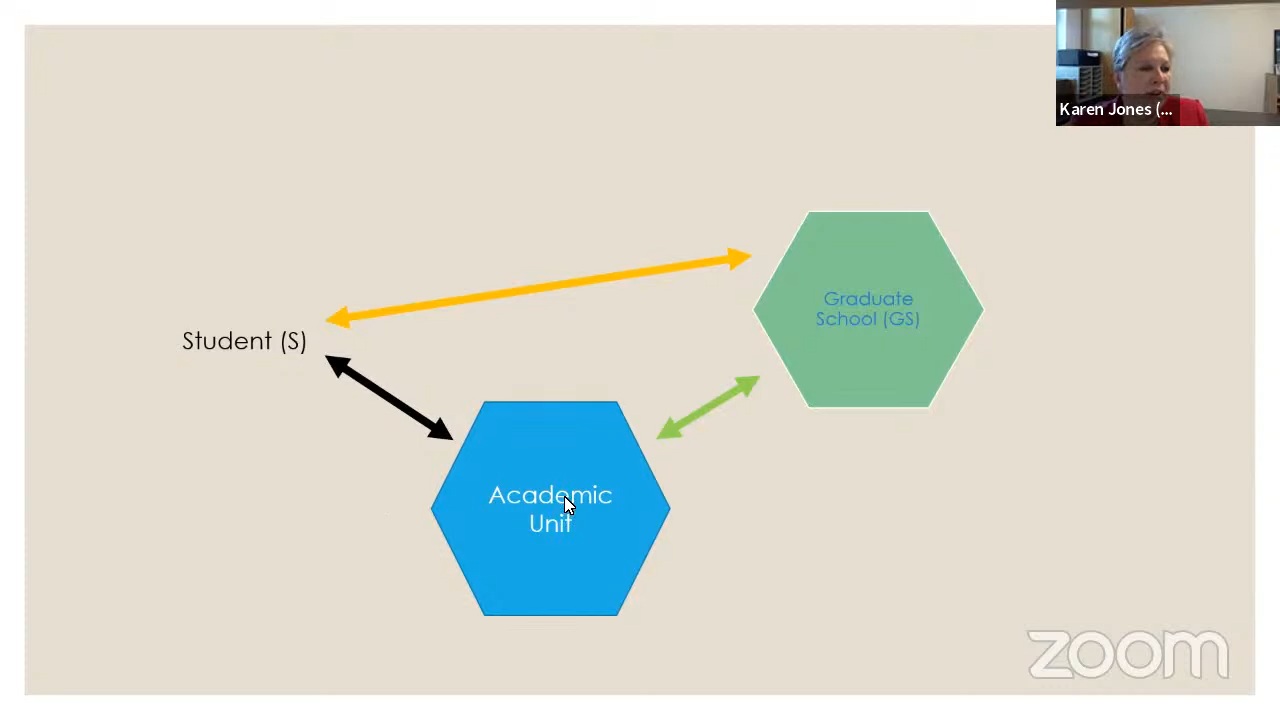 Karen Jones (...
Graduate
School (GS)
Student (S)
Academic
Unit
zoom